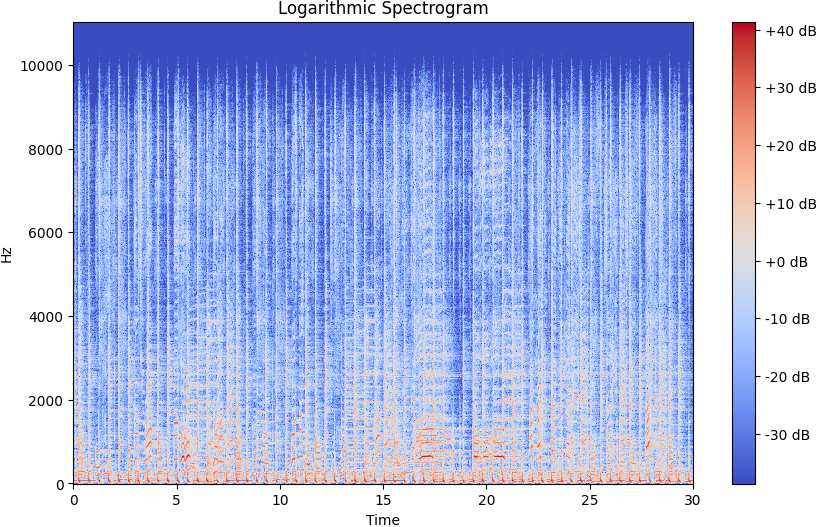 Logarithmic Spectrogram
Hz
10000
8000
6000
4000
2000
0
0 5 10 15 20 25 30
Time
+40 dB
+30 dB
+20 dB
+10 dB
+0 dB
-10 dB
-20 dB
-30 dB